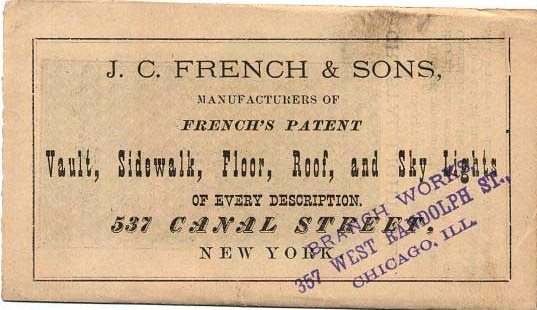 J. C. FRENCH & SONS,
MANUFACTURERS OF
FRENCH'S PATENT
Vault, Sidewalk, Floor, Roof, and Sky Lights
OF EVERY DESCRIPTION.
537 CANAL STREET,
NEW YORK.
BRANCH WORKS,
357 WEST RANDOLPH ST.,
CHICAGO, ILL.